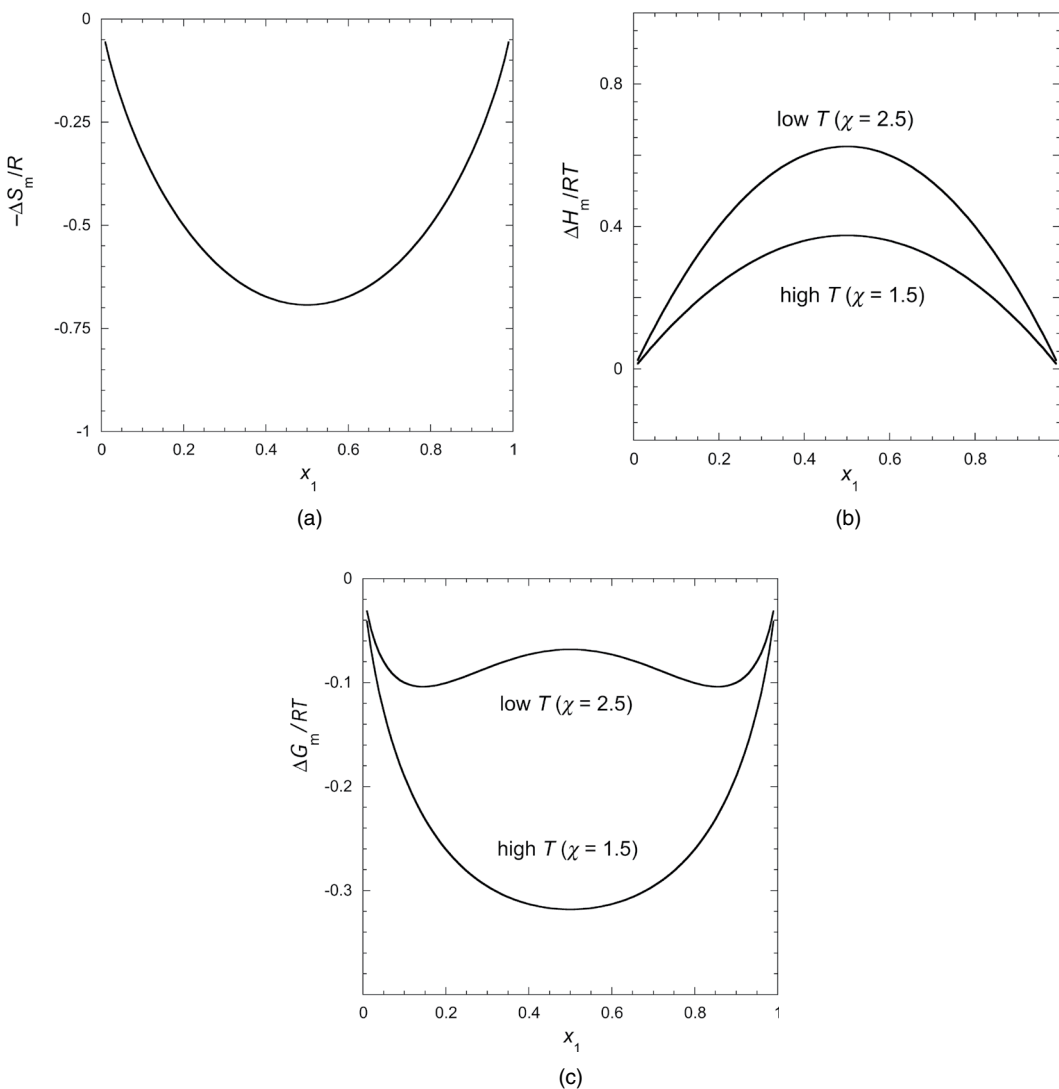 0
-0.25
-0.5
-0.75
-1
−ΔS_m/R
0 0.2 0.4 0.6 0.8 1
x_1
(a)
0.8
0.4
0
ΔH_m/RT
low T (χ = 2.5)
high T (χ = 1.5)
0 0.2 0.4 0.6 0.8 1
x_1
(b)
0
-0.1
-0.2
-0.3
ΔG_m/RT
low T (χ = 2.5)
high T (χ = 1.5)
0 0.2 0.4 0.6 0.8 1
x_1
(c)